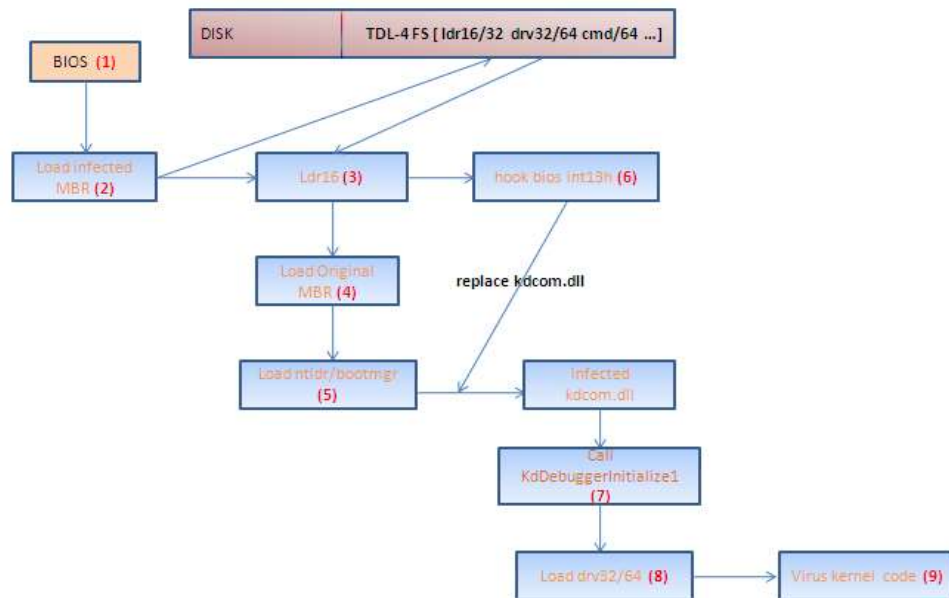 DISK
TDL-4 FS [ ldr16/32 drv32/64 cmd/64 ...]
BIOS (1)
Load infected
MBR (2)
Ldr16 (3)
hook bios int13h (6)
Load Original
MBR (4)
replace kdcom.dll
Load ntldr/bootmgr
(5)
Infected
kdcom.dll
Call
KdDebuggerInitialize1
(7)
Load drv32/64 (8)
Virus kernel code (9)